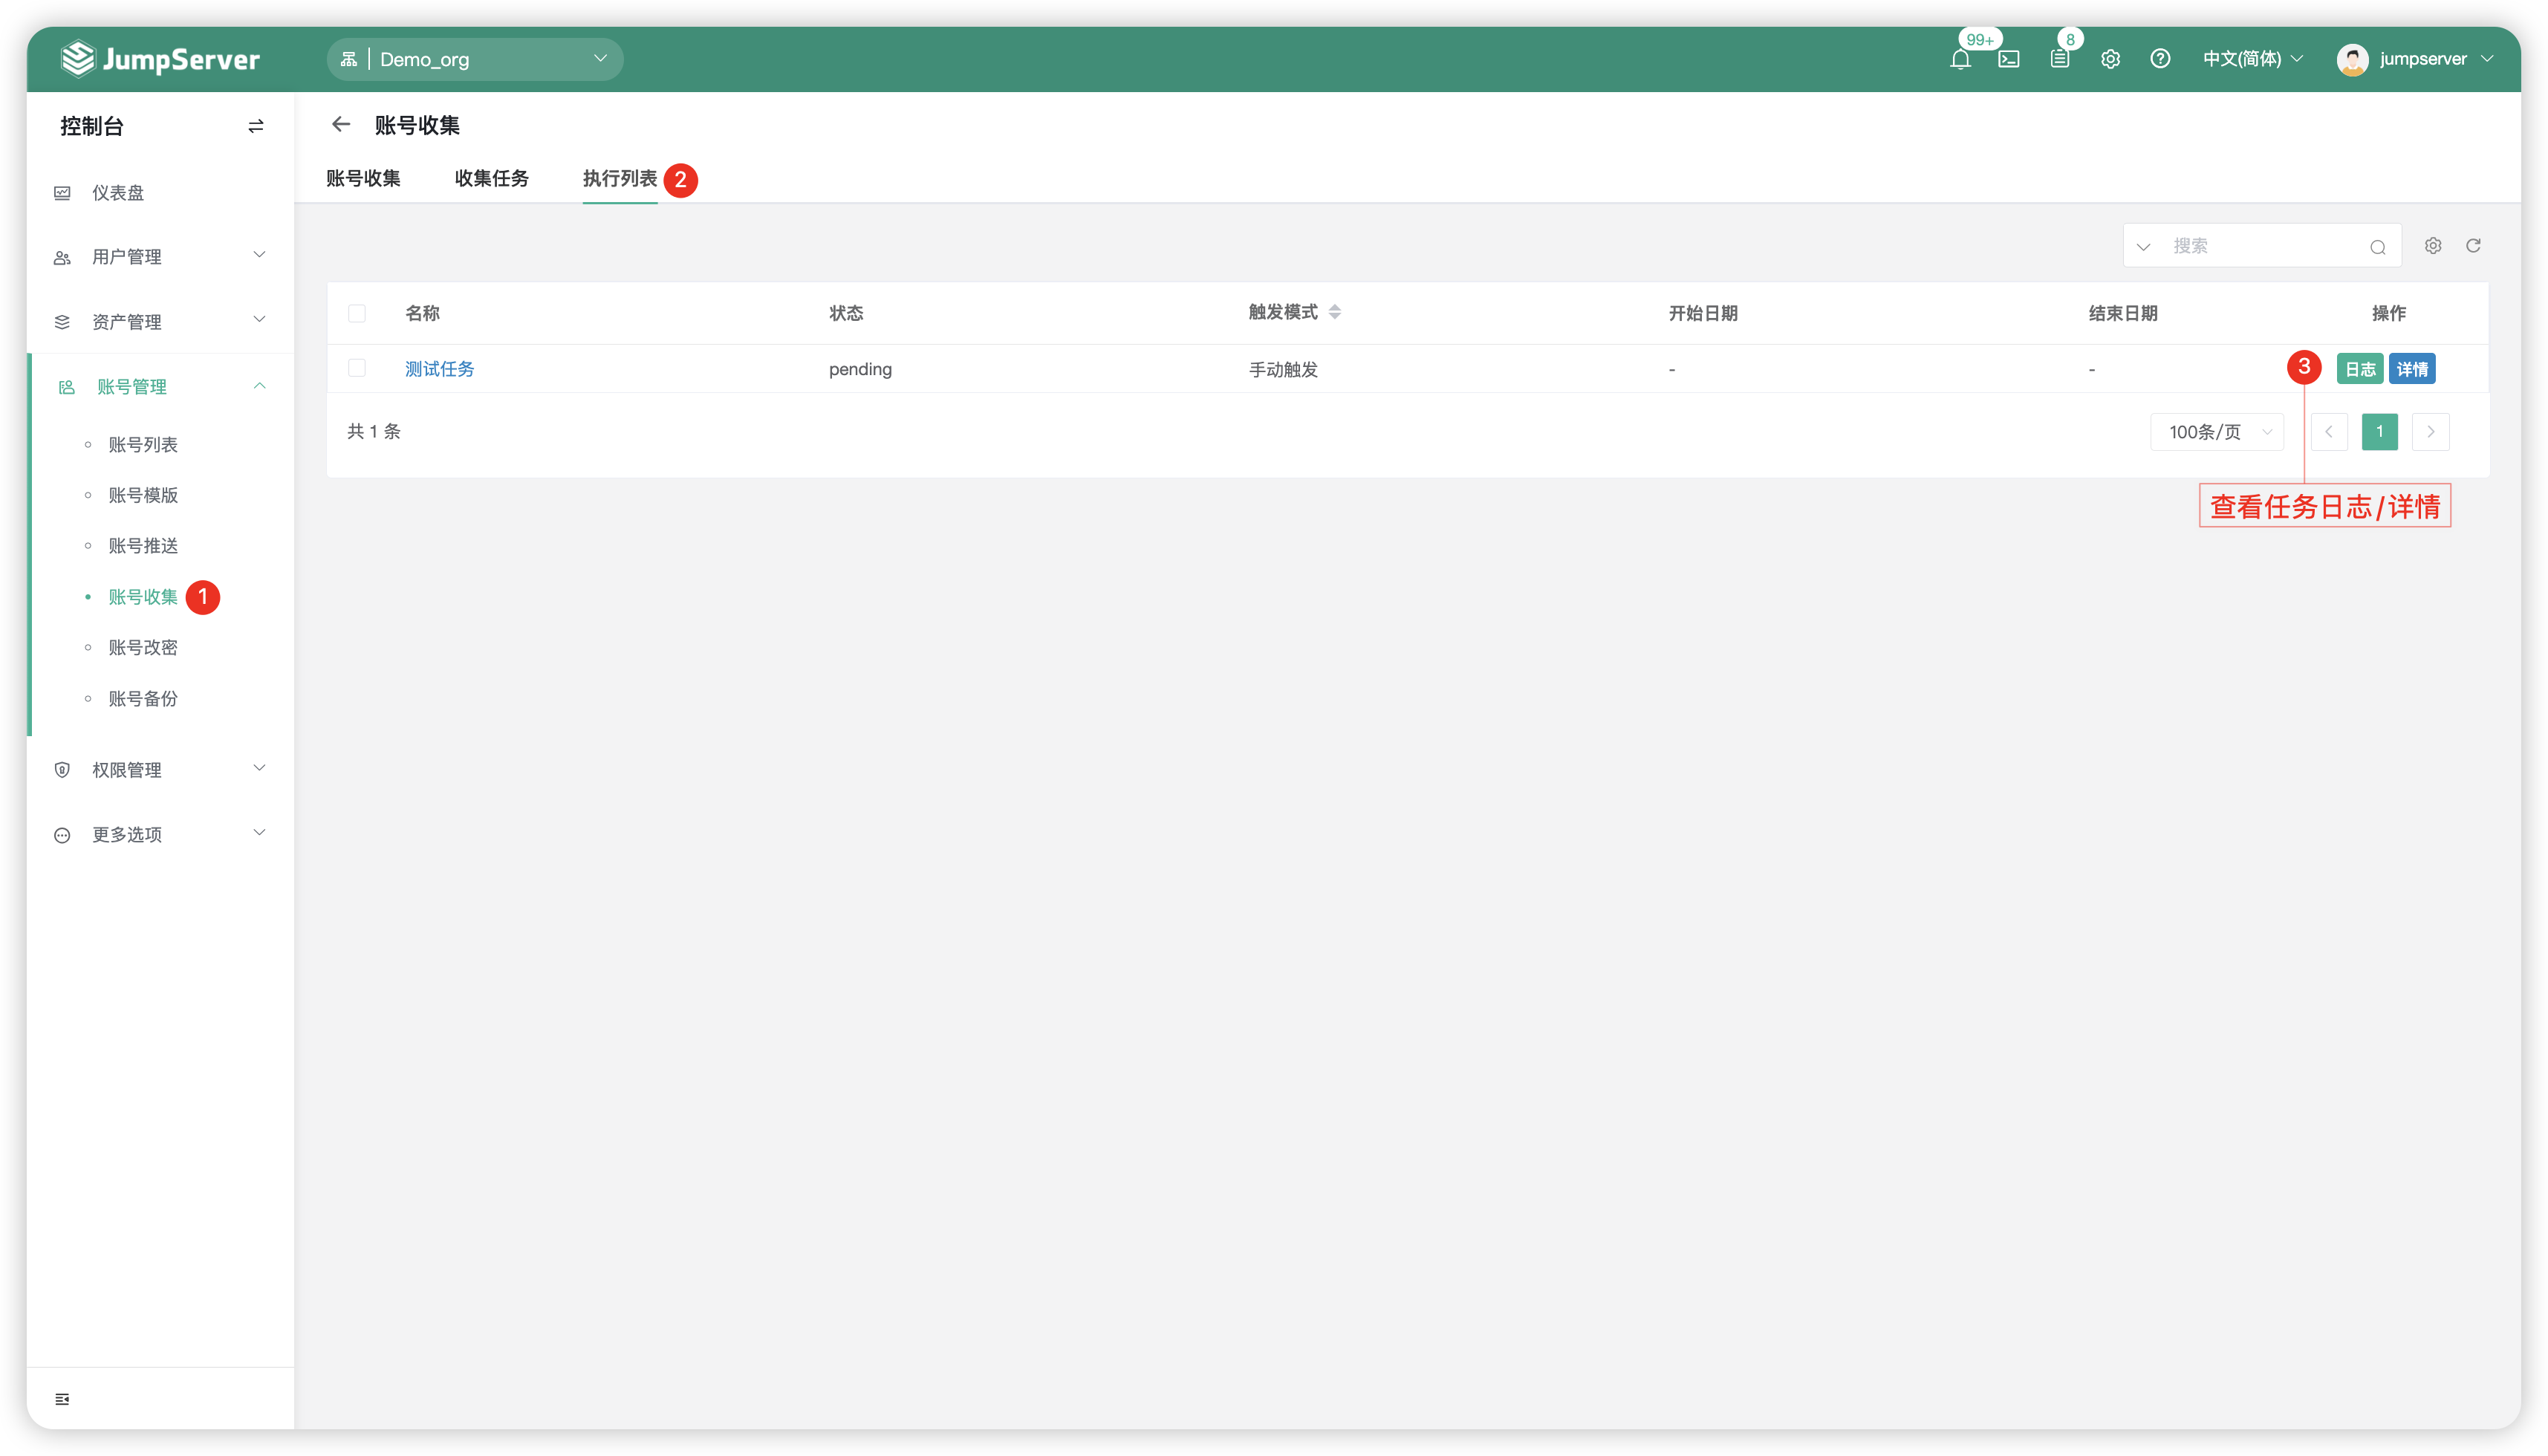 JumpServer
Demo_org
99+
8
中文(简体)
jumpserver
控制台
仪表盘
用户管理
资产管理
账号管理
账号列表
账号模版
账号推送
账号收集 1
账号改密
账号备份
权限管理
更多选项
账号收集
账号收集 收集任务 执行列表 2
搜索
名称 状态 触发模式 开始日期 结束日期 操作
测试任务 pending 手动触发 - - 3 日志 详情
共 1 条 100条/页 1
查看任务日志/详情